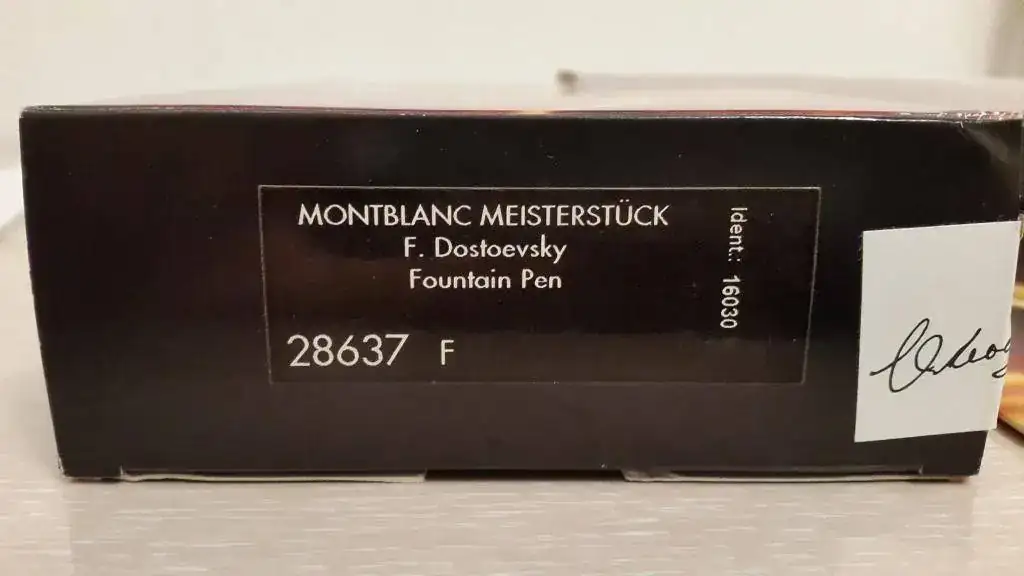 MONTBLANC MEISTERSTÜCK
F. Dostoevsky
Fountain Pen
28637 F
Ident.: 16030